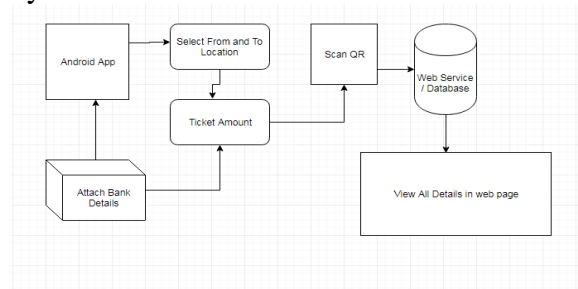 y
Android App
Select From and To
Location
Scan QR
Web Service
/ Database
Ticket Amount
Attach Bank
Details
View All Details in web page